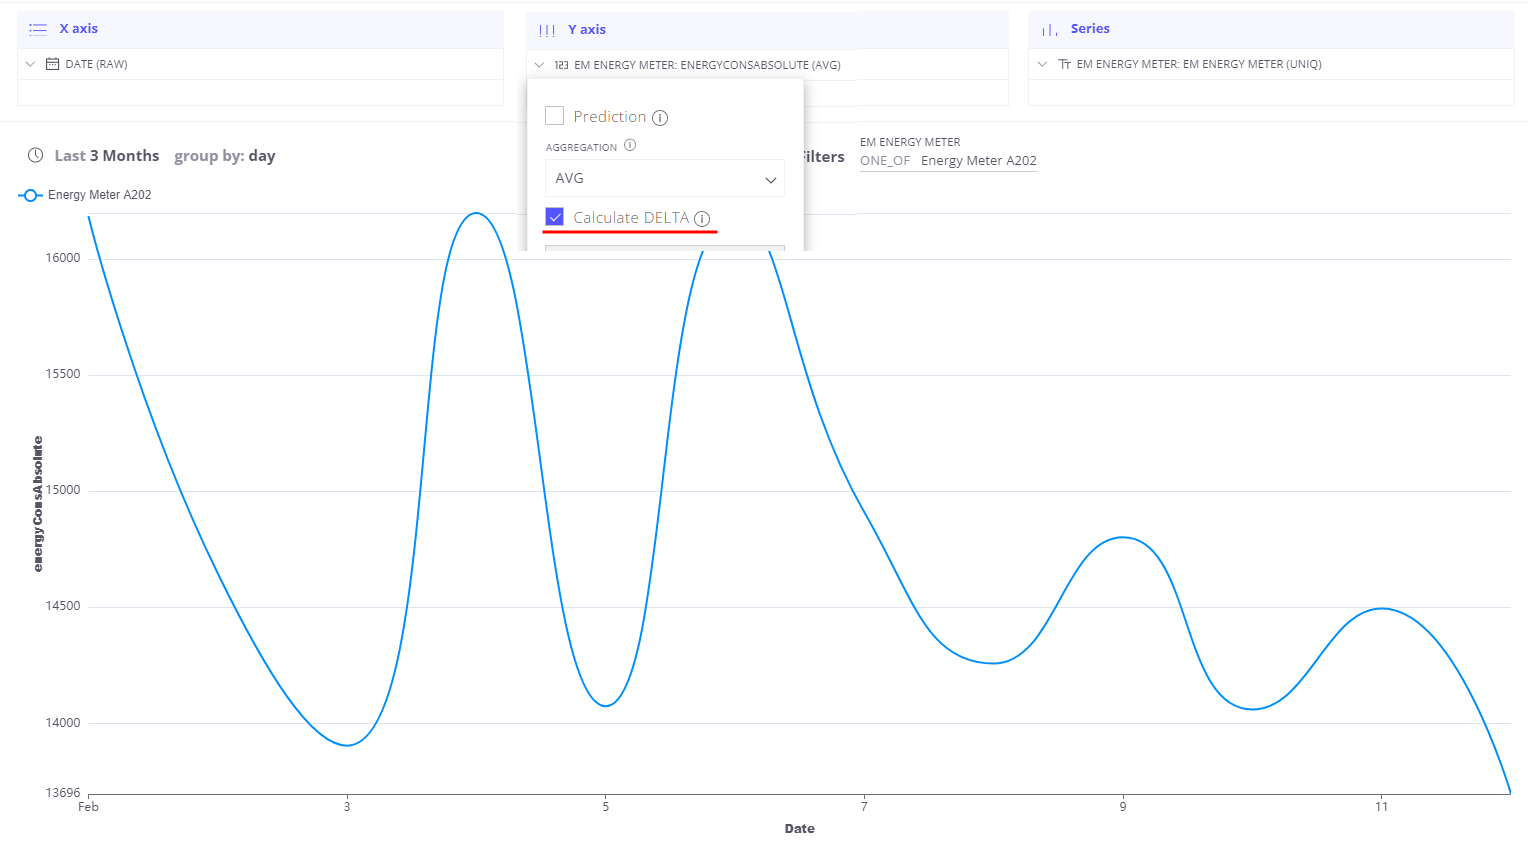 X axis
Y axis
Series
DATE (RAW)
123 EM ENERGY METER: ENERGYCONSABSOLUTE (AVG)
TT EM ENERGY METER: EM ENERGY METER (UNIQ)
Prediction
AGGREGATION
AVG
Calculate DELTA
Last 3 Months group by: day
ilters
EM ENERGY METER
ONE_OF Energy Meter A202
Energy Meter A202
16000
15500
15000
14500
14000
13696
energyConsAbsolute
Feb 3 5 7 9 11
Date